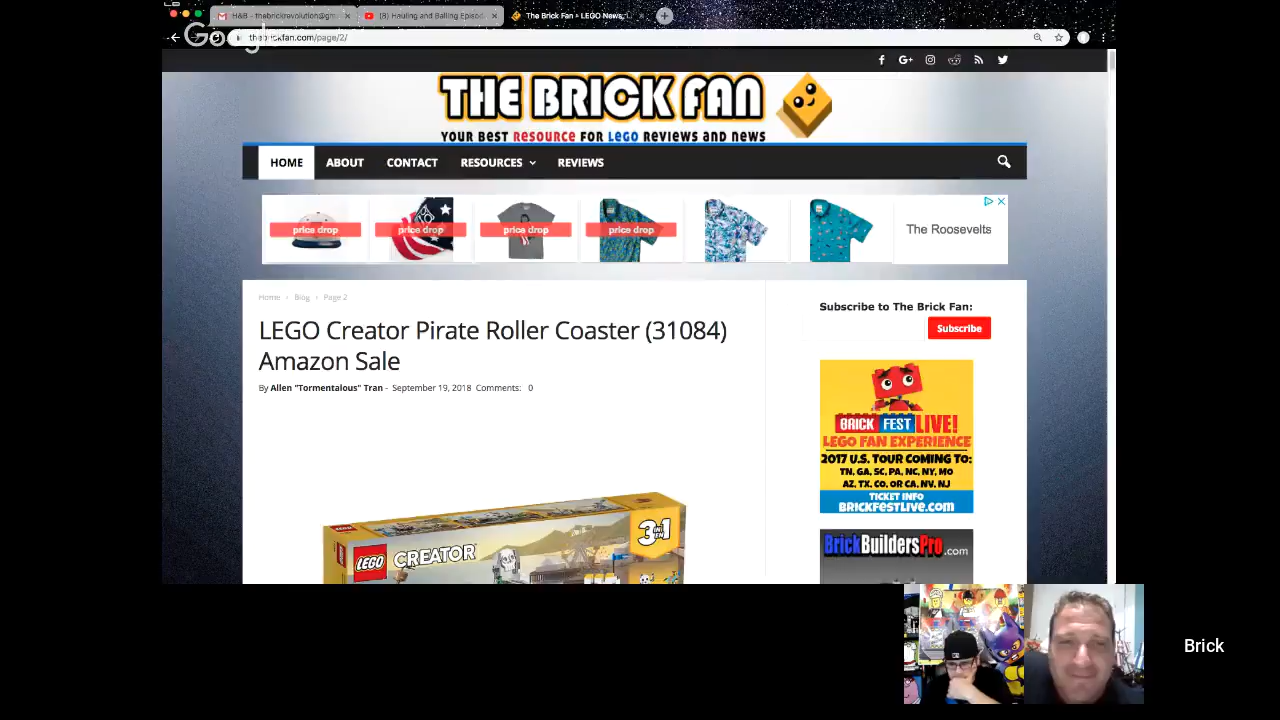 H&B - thebrickrevolution@gm
(8) Hauling and Balling Episod
The Brick Fan - LEGO News,
Google
thebrickfan.com/page/2/
THE BRICK FAN
YOUR BEST RESOURCE FOR LEGO REVIEWS AND NEWS
HOME ABOUT CONTACT RESOURCES REVIEWS
price drop price drop price drop price drop
The Roosevelts
Home › Blog › Page 2
LEGO Creator Pirate Roller Coaster (31084)
Amazon Sale
By Allen "Tormentalous" Tran - September 19, 2018 Comments: 0
LEGO CREATOR
3in1
Subscribe to The Brick Fan:
Subscribe
BRICK FEST LIVE!
LEGO FAN EXPERIENCE
2017 U.S. TOUR COMING TO:
TN, GA, SC, PA, NC, NY, MO
AZ, TX, CO, OR CA, NV, NJ
TICKET INFO
BRICKFESTLIVE.com
BrickBuildersPro.com
Brick